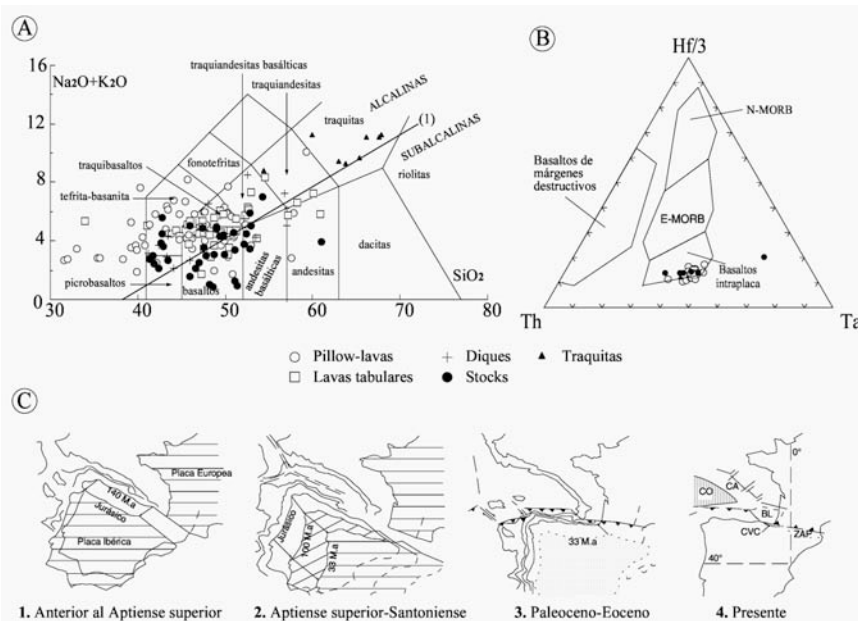 A
Na2O+K2O
16
12
8
4
0
30
40
50
60
70
80
SiO2
traquiandesitas basálticas
traquiandesitas
traquitas
ALCALINAS
(1)
SUBALCALINAS
fonotefritas
traquibasaltos
tefrita-basanita
riolitas
dacitas
andesitas
andesitas
basálticas
basaltos
picrobasaltos
B
Hf/3
N-MORB
Basaltos de
márgenes
destructivos
E-MORB
Basaltos
intraplaca
Th
Ta
Pillow-lavas
Diques
Traquitas
Lavas tabulares
Stocks
C
Placa Europea
140 M.a
Jurásico
Placa Ibérica
1. Anterior al Aptiense superior
Jurásico
100 M.a
33 M.a
2. Aptiense superior-Santoniense
33 M.a
3. Paleoceno-Eoceno
0°
CO
CA
BL
CVC
ZAF
40°
4. Presente